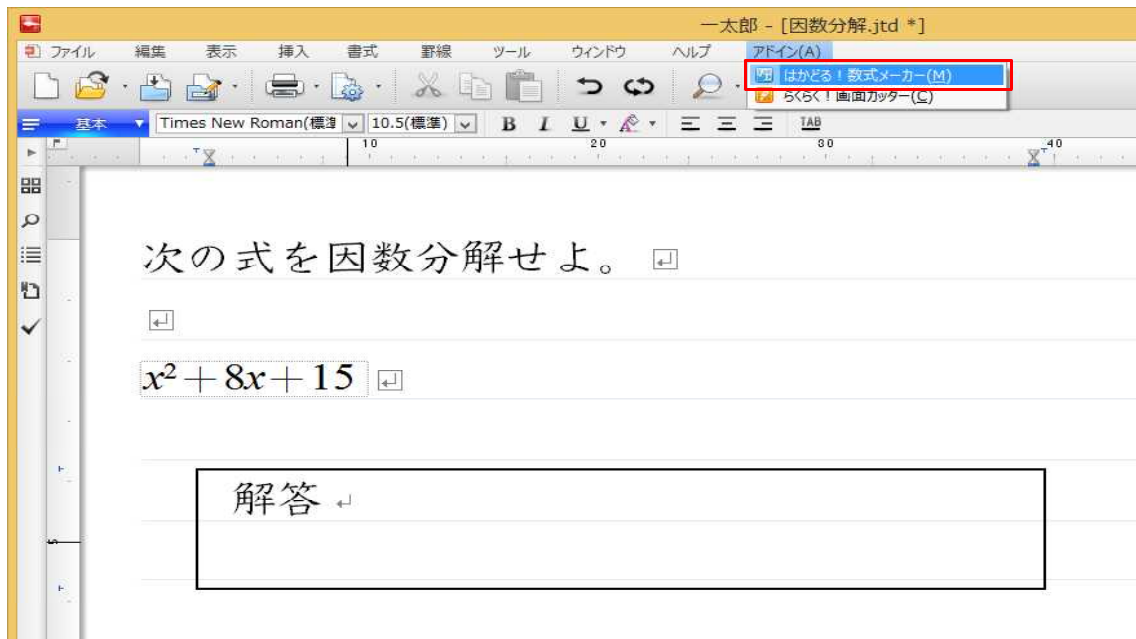 一太郎 - [因数分解.jtd *]
ファイル 編集 表示 挿入 書式 罫線 ツール ウィンドウ ヘルプ アドイン(A)
はかどる！数式メーカー(M)
らくらく！画面カッター(C)
基本 Times New Roman(標準 10.5(標準) B I U A TAB
10 20 30 40
次の式を因数分解せよ。
x²＋8x＋15
解答
5